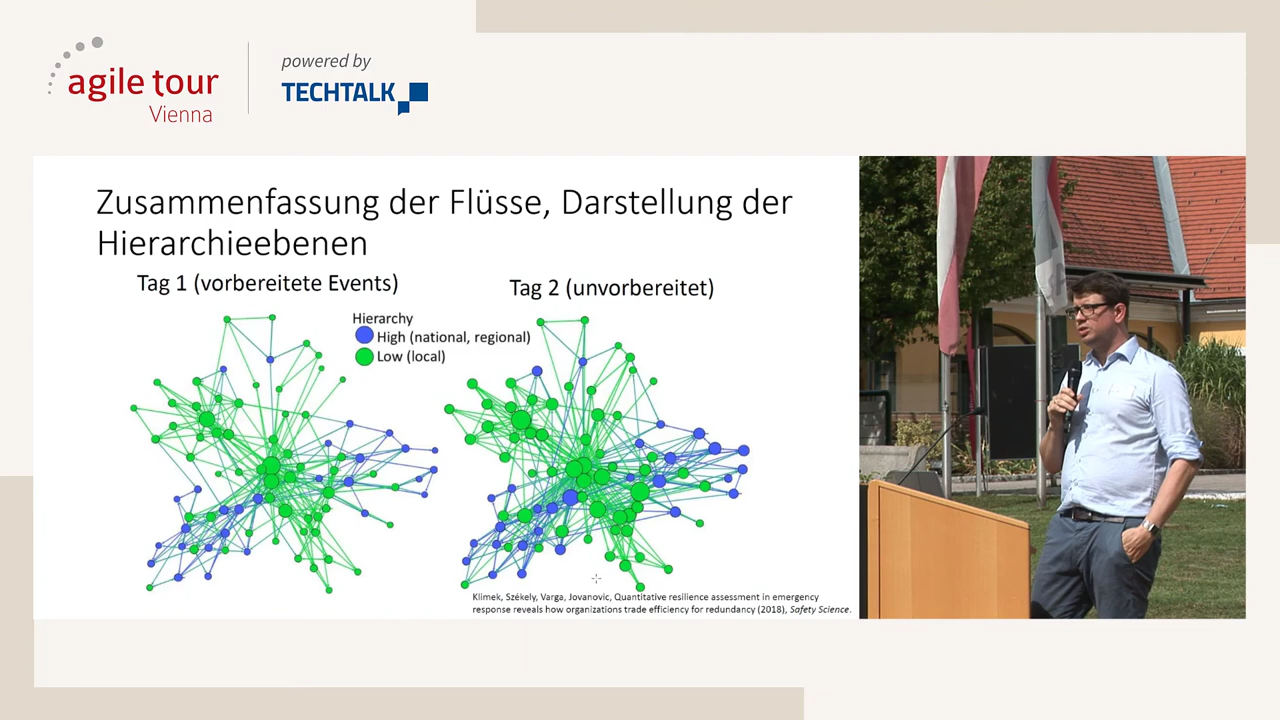 agile tour
Vienna
powered by
TECHTALK
Zusammenfassung der Flüsse, Darstellung der
Hierarchieebenen
Tag 1 (vorbereitete Events)
Tag 2 (unvorbereitet)
Hierarchy
High (national, regional)
Low (local)
Klimek, Székely, Varga, Jovanovic, Quantitative resilience assessment in emergency
response reveals how organizations trade efficiency for redundancy (2018), Safety Science.